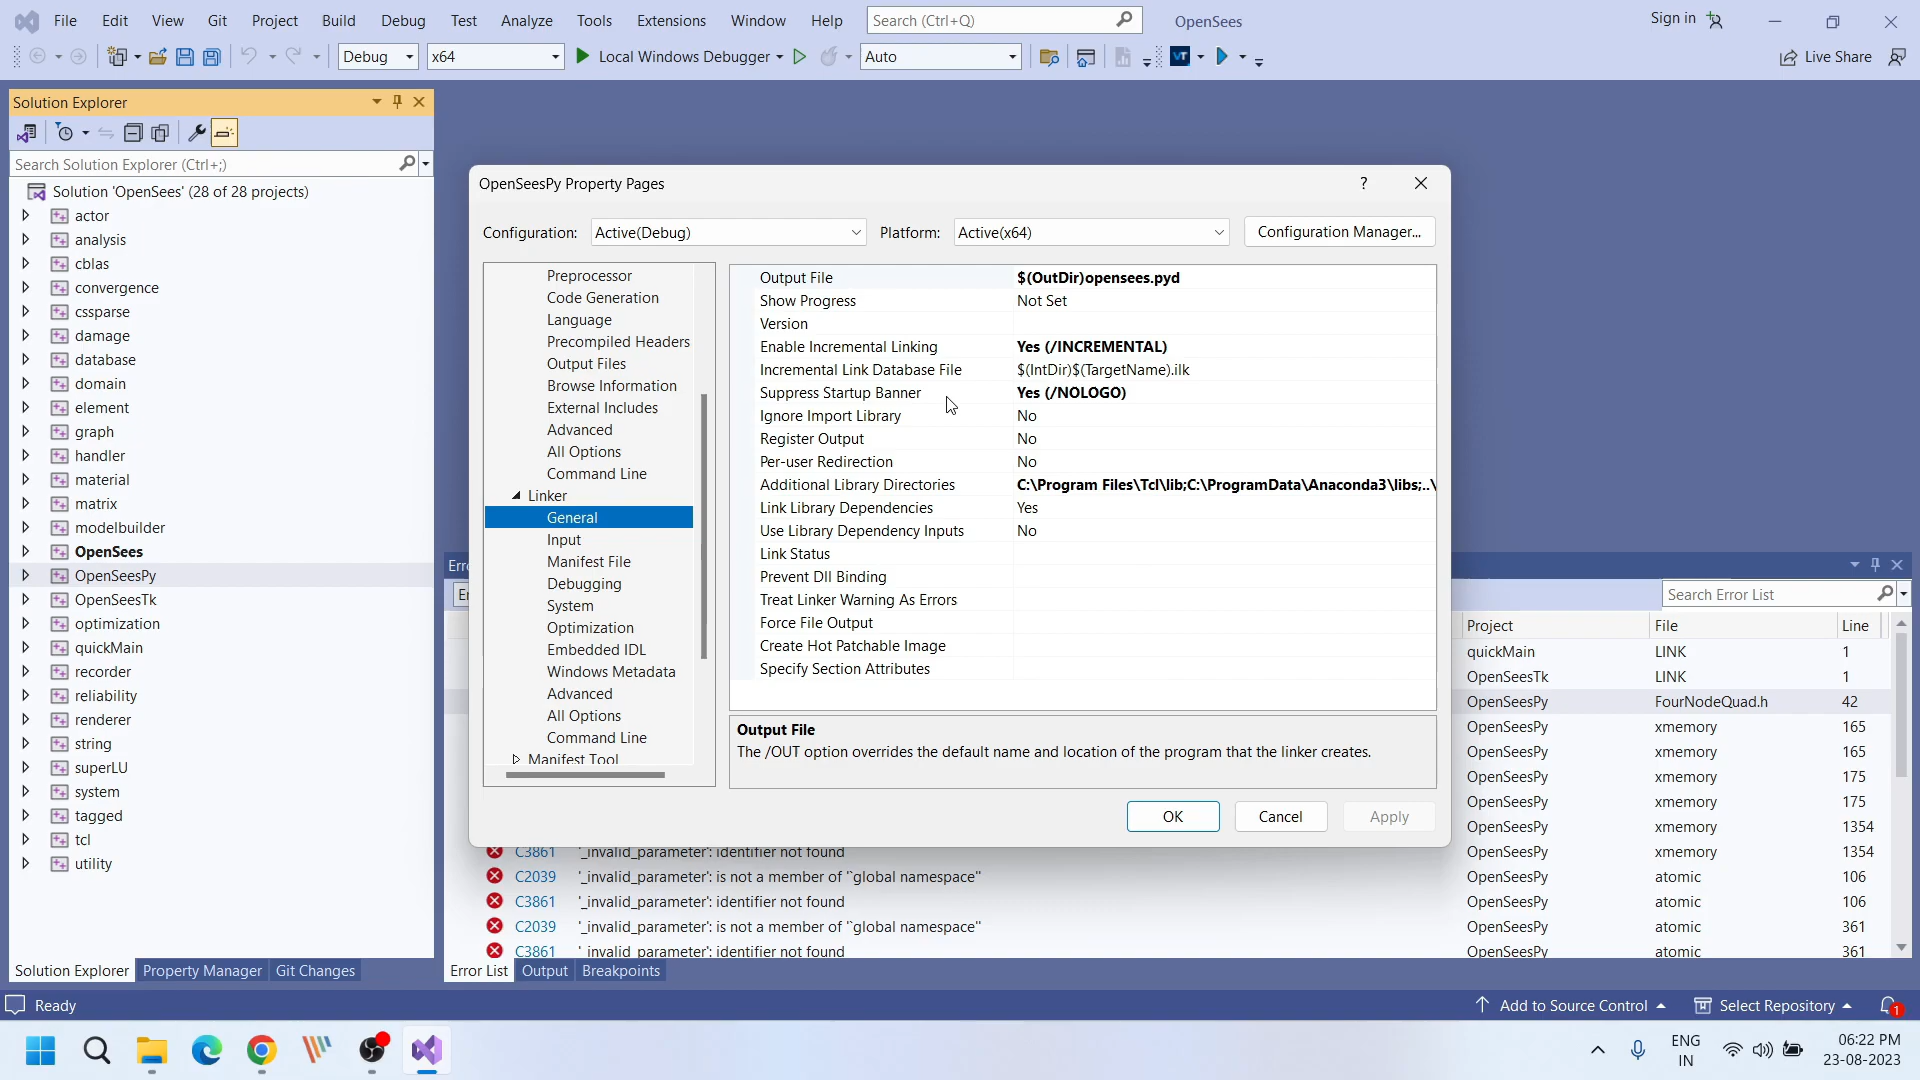 File Edit View Git Project Build Debug Test Analyze Tools Extensions Window Help Search (Ctrl+Q) OpenSees Sign in
Debug x64 Local Windows Debugger Auto Live Share
Solution Explorer
Search Solution Explorer (Ctrl+;)
Solution 'OpenSees' (28 of 28 projects)
actor
analysis
cblas
convergence
cssparse
damage
database
domain
element
graph
handler
material
matrix
modelbuilder
OpenSees
OpenSeesPy
OpenSeesTk
optimization
quickMain
recorder
reliability
renderer
string
superLU
system
tagged
tcl
utility
Solution Explorer Property Manager Git Changes
OpenSeesPy Property Pages ?
Configuration: Active(Debug) Platform: Active(x64) Configuration Manager...
Preprocessor
Code Generation
Language
Precompiled Headers
Output Files
Browse Information
External Includes
Advanced
All Options
Command Line
Linker
General
Input
Manifest File
Debugging
System
Optimization
Embedded IDL
Windows Metadata
Advanced
All Options
Command Line
Manifest Tool
Output File $(OutDir)opensees.pyd
Show Progress Not Set
Version
Enable Incremental Linking Yes (/INCREMENTAL)
Incremental Link Database File $(IntDir)$(TargetName).ilk
Suppress Startup Banner Yes (/NOLOGO)
Ignore Import Library No
Register Output No
Per-user Redirection No
Additional Library Directories C:\Program Files\Tcl\lib;C:\ProgramData\Anaconda3\libs;..\
Link Library Dependencies Yes
Use Library Dependency Inputs No
Link Status
Prevent Dll Binding
Treat Linker Warning As Errors
Force File Output
Create Hot Patchable Image
Specify Section Attributes
Output File
The /OUT option overrides the default name and location of the program that the linker creates.
OK Cancel Apply
Search Error List
Project File Line
quickMain LINK 1
OpenSeesTk LINK 1
OpenSeesPy FourNodeQuad.h 42
OpenSeesPy xmemory 165
OpenSeesPy xmemory 165
OpenSeesPy xmemory 175
OpenSeesPy xmemory 175
OpenSeesPy xmemory 1354
C3861 '_invalid_parameter': identifier not found OpenSeesPy xmemory 1354
C2039 '_invalid_parameter': is not a member of '`global namespace'' OpenSeesPy atomic 106
C3861 '_invalid_parameter': identifier not found OpenSeesPy atomic 106
C2039 '_invalid_parameter': is not a member of '`global namespace'' OpenSeesPy atomic 361
C3861 '_invalid_parameter': identifier not found OpenSeesPy atomic 361
Error List Output Breakpoints
Ready Add to Source Control Select Repository 1
ENG
IN
06:22 PM
23-08-2023